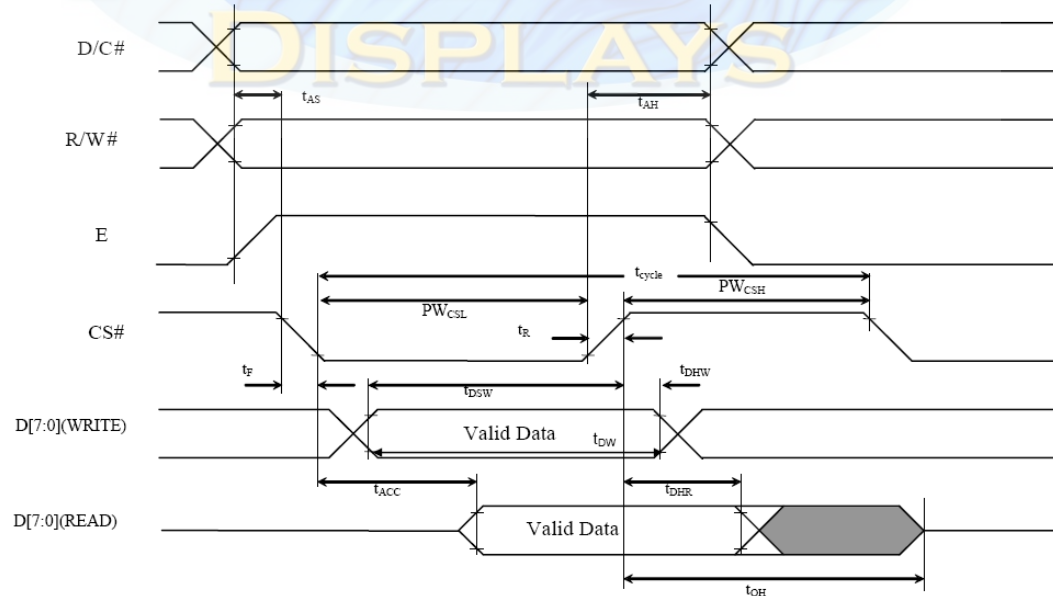 D/C#
DISPLAYS
tAS
tAH
R/W#
E
tcycle
PWCSL
PWCSH
CS#
tR
tF
tDSW
tDHW
D[7:0](WRITE)
Valid Data
tDW
tACC
tDHR
D[7:0](READ)
Valid Data
tOH